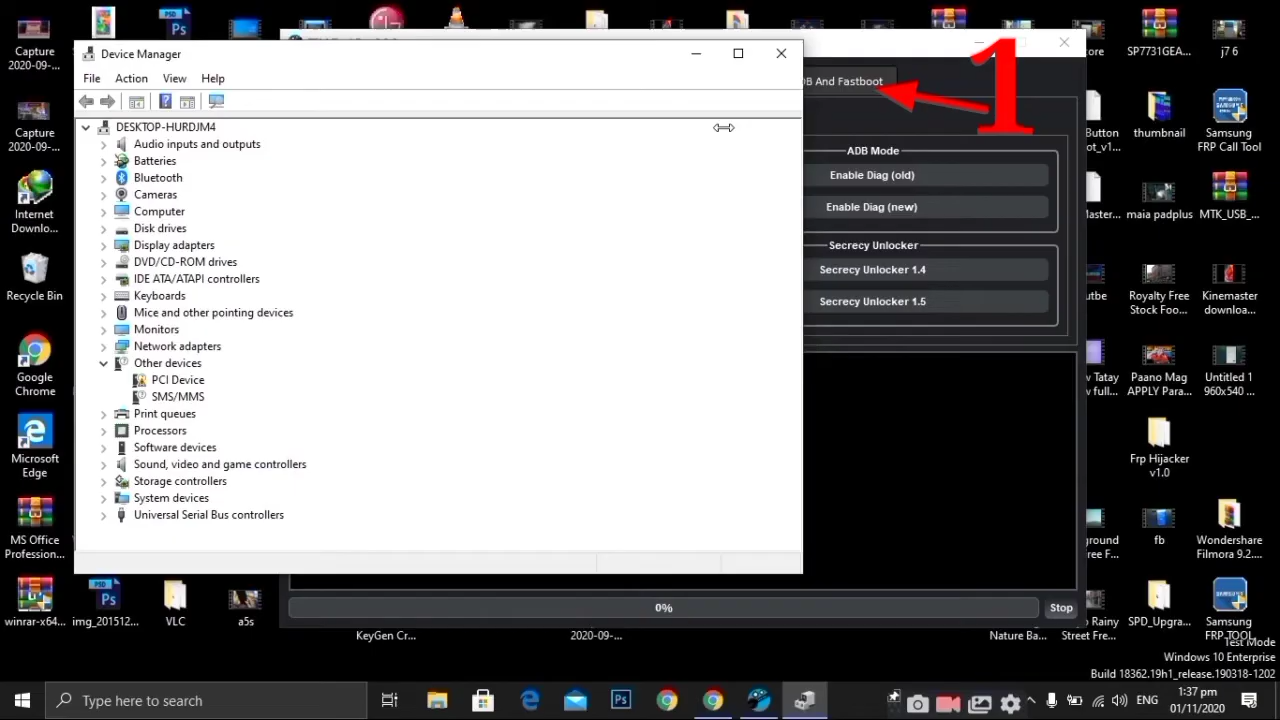 Capture
2020-09-...
Capture
2020-09-...
Internet
Downlo...
Recycle Bin
Google
Chrome
Microsoft
Edge
MS Office
Profession...
winrar-x64...
img_201512...
VLC
a5s
Device Manager
File Action View Help
DESKTOP-HURDJM4
Audio inputs and outputs
Batteries
Bluetooth
Cameras
Computer
Disk drives
Display adapters
DVD/CD-ROM drives
IDE ATA/ATAPI controllers
Keyboards
Mice and other pointing devices
Monitors
Network adapters
Other devices
PCI Device
SMS/MMS
Print queues
Processors
Software devices
Sound, video and game controllers
Storage controllers
System devices
Universal Serial Bus controllers
1
And Fastboot
ADB Mode
Enable Diag (old)
Enable Diag (new)
Secrecy Unlocker
Secrecy Unlocker 1.4
Secrecy Unlocker 1.5
0%
Stop
KeyGen Cr...
2020-09-...
Nature Ba...
SP7731GEA...
j7 6
thumbnail
Samsung
FRP Call Tool
maia padplus
MTK_USB_...
Royalty Free
Stock Foo...
Kinemaster
downloa...
Paano Mag
APPLY Para...
Untitled 1
960x540 ...
Frp Hijacker
v1.0
fb
Wondershare
Filmora 9.2...
Street Fre...
SPD_Upgra...
Samsung
FRP TOOL
Test Mode
Windows 10 Enterprise
Build 18362.19h1_release.190318-1202
Type here to search
ENG
1:37 pm
01/11/2020